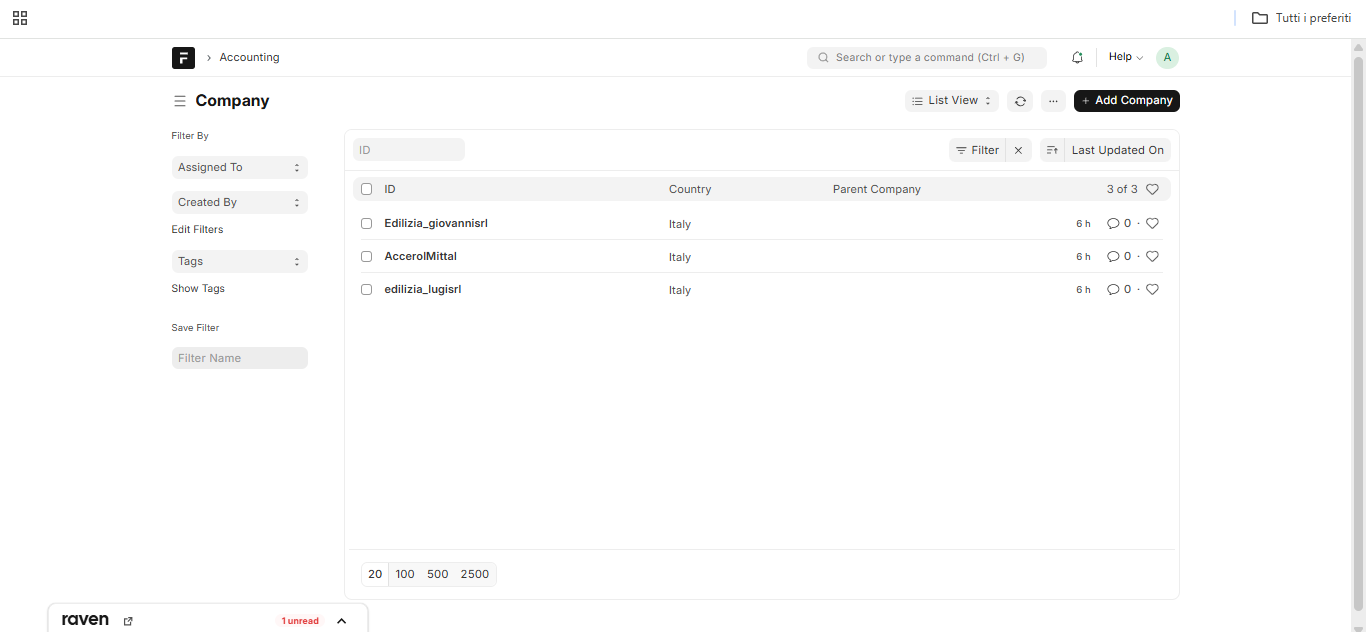 Tutti i preferiti
Accounting
Search or type a command (Ctrl + G)
Help
A
Company
List View
...
+ Add Company
Filter By
Assigned To
Created By
Edit Filters
Tags
Show Tags
Save Filter
Filter Name
ID
Filter
Last Updated On
ID Country Parent Company 3 of 3
Edilizia_giovannisrl Italy 6 h 0 ·
AccerolMittal Italy 6 h 0 ·
edilizia_lugisrl Italy 6 h 0 ·
20 100 500 2500
raven 1 unread